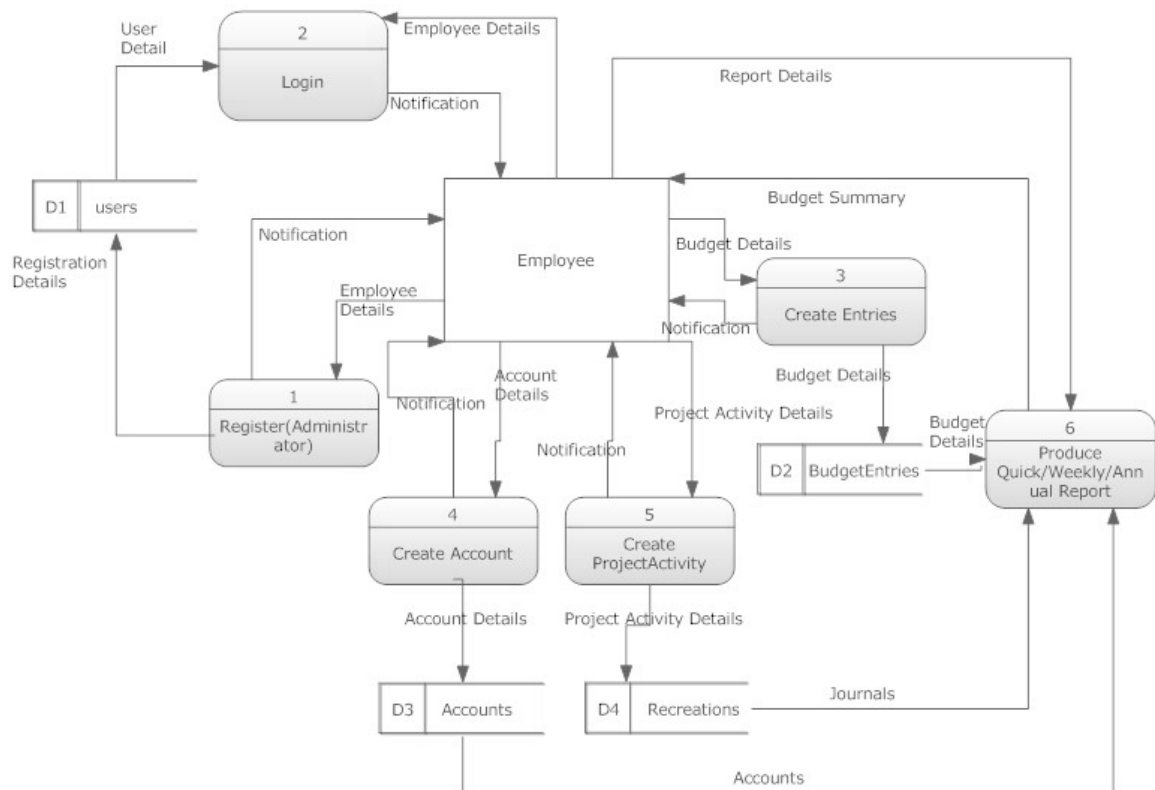 2
Login
User
Detail
Employee Details
Notification
Report Details
D1
users
Budget Summary
Notification
Budget Details
Registration
Details
Employee
3
Create Entries
Employee
Details
Notification
Account
Details
Budget Details
1
Register(Administr
ator)
Notification
Project Activity Details
Budget
Details
6
Produce
Quick/Weekly/Ann
ual Report
Notification
D2
BudgetEntries
4
Create Account
5
Create
ProjectActivity
Account Details
Project Activity Details
D3
Accounts
D4
Recreations
Journals
Accounts